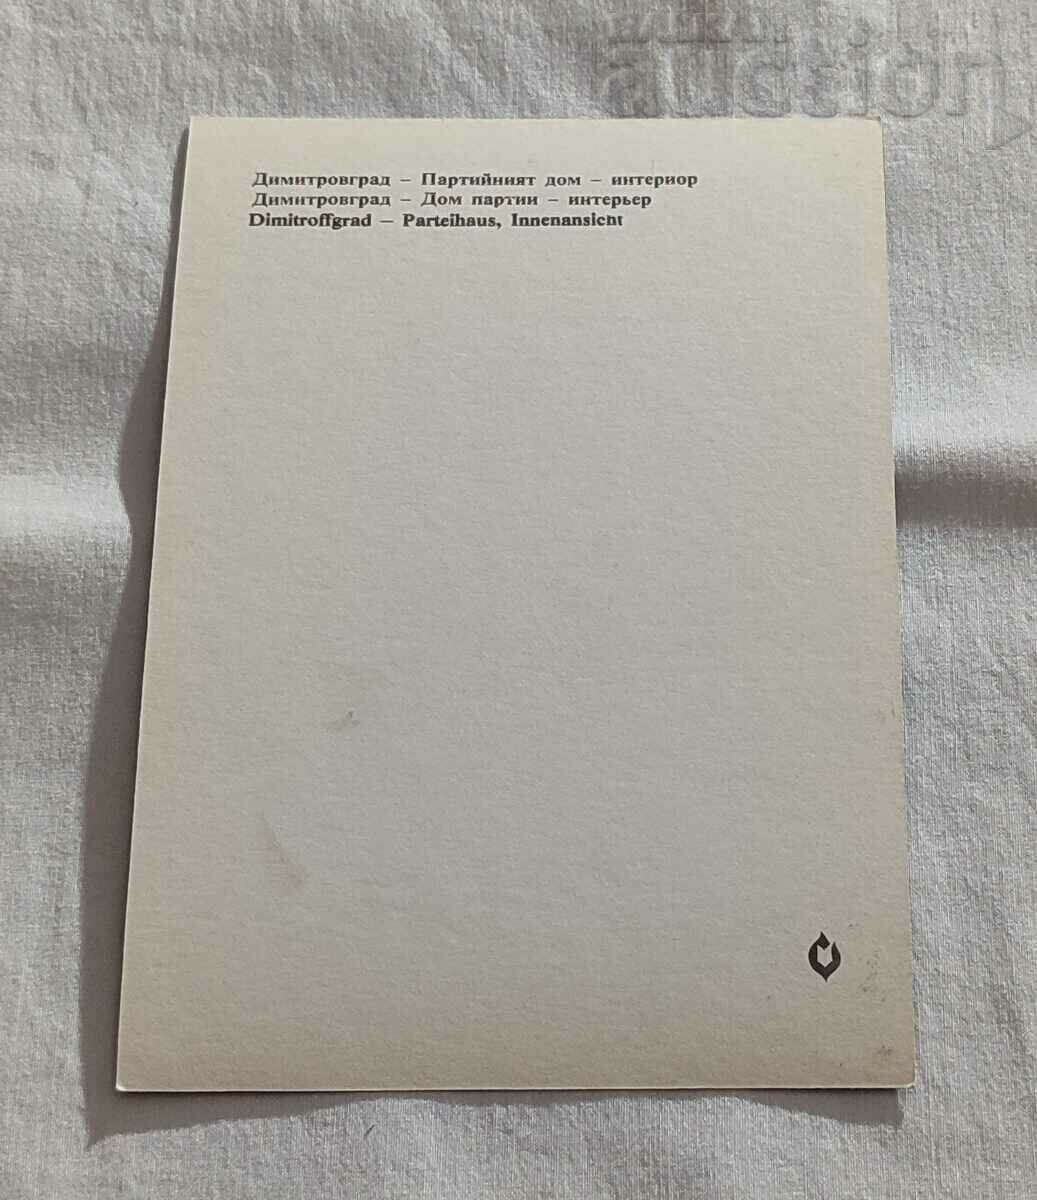 Димитровград – Партийният дом – интериор
Димитровград – Дом партии – интерьер
Dimitroffgrad – Parteihaus, Innenansicht